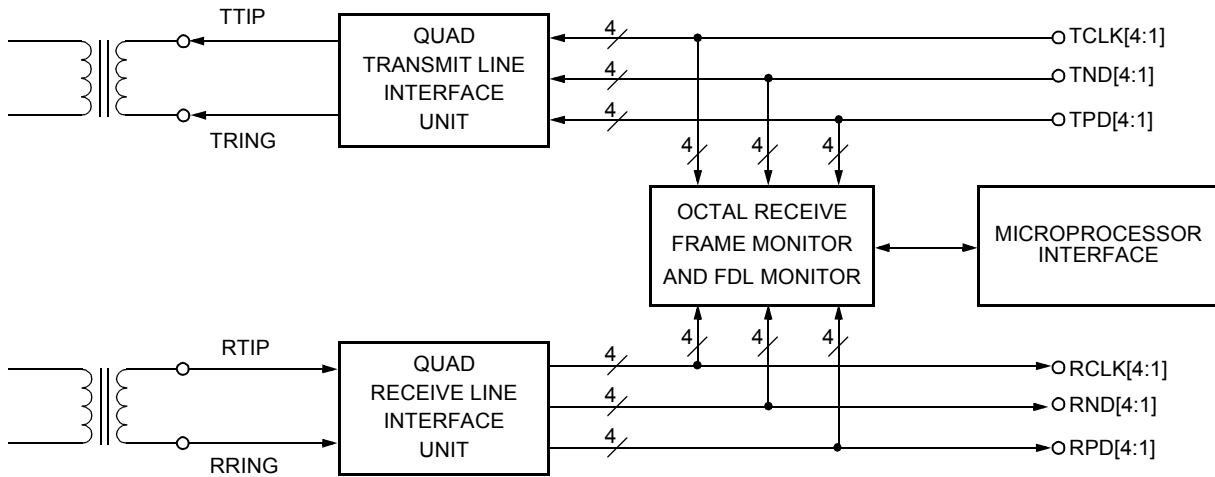 TTIP
QUAD
TRANSMIT LINE
INTERFACE
UNIT
TRING
4
4
4
TCLK[4:1]
TND[4:1]
TPD[4:1]
4
4
4
OCTAL RECEIVE
FRAME MONITOR
AND FDL MONITOR
MICROPROCESSOR
INTERFACE
4
4
4
RTIP
QUAD
RECEIVE LINE
INTERFACE
UNIT
RRING
4
4
4
RCLK[4:1]
RND[4:1]
RPD[4:1]